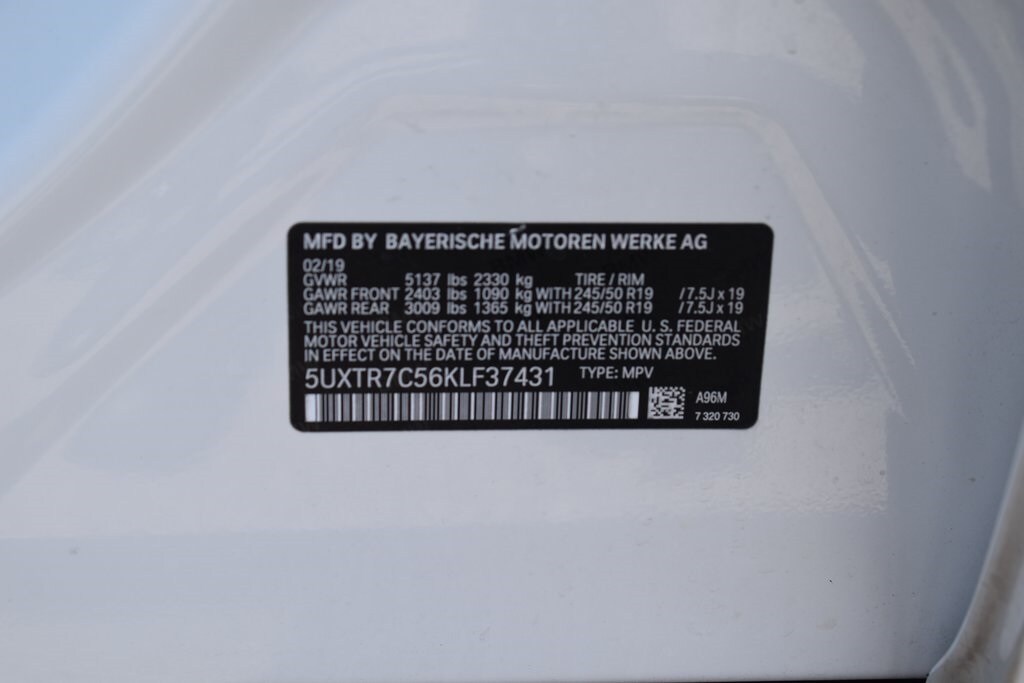 MFD BY BAYERISCHE MOTOREN WERKE AG
02/19
GVWR 5137 lbs 2330 kg TIRE / RIM
GAWR FRONT 2403 lbs 1090 kg WITH 245/50 R19 /7.5J x 19
GAWR REAR 3009 lbs 1365 kg WITH 245/50 R19 /7.5J x 19
THIS VEHICLE CONFORMS TO ALL APPLICABLE U. S. FEDERAL
MOTOR VEHICLE SAFETY AND THEFT PREVENTION STANDARDS
IN EFFECT ON THE DATE OF MANUFACTURE SHOWN ABOVE.
5UXTR7C56KLF37431 TYPE: MPV
A96M
7 320 730